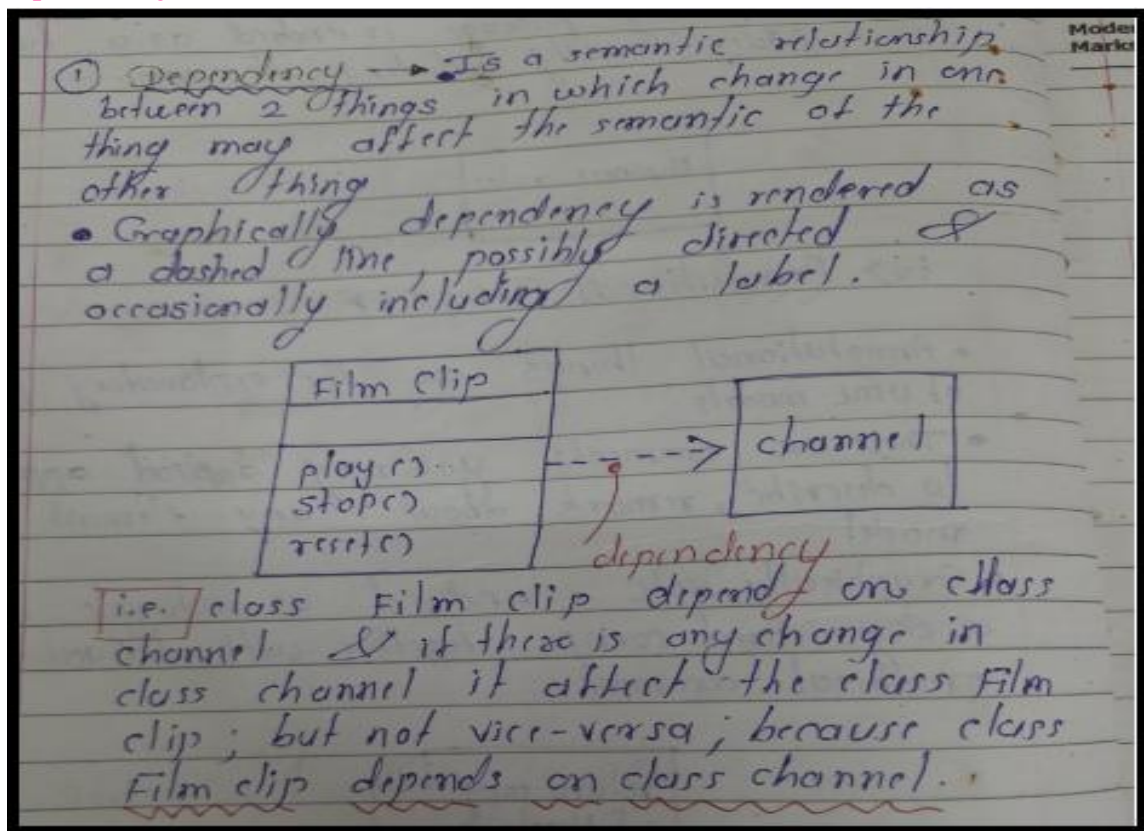 Model
Marks
① Dependency → • Is a semantic relationship
between 2 things in which change in one
thing may affect the semantic of the
other thing
• Graphically dependency is rendered as
a dashed line, possibly directed &
occasionally including a label.
Film Clip
play()
stop()
reset()
channel
dependency
i.e. class Film clip depend on class
channel & if there is any change in
class channel it affect the class Film
clip; but not vice-versa; because class
Film clip depends on class channel.